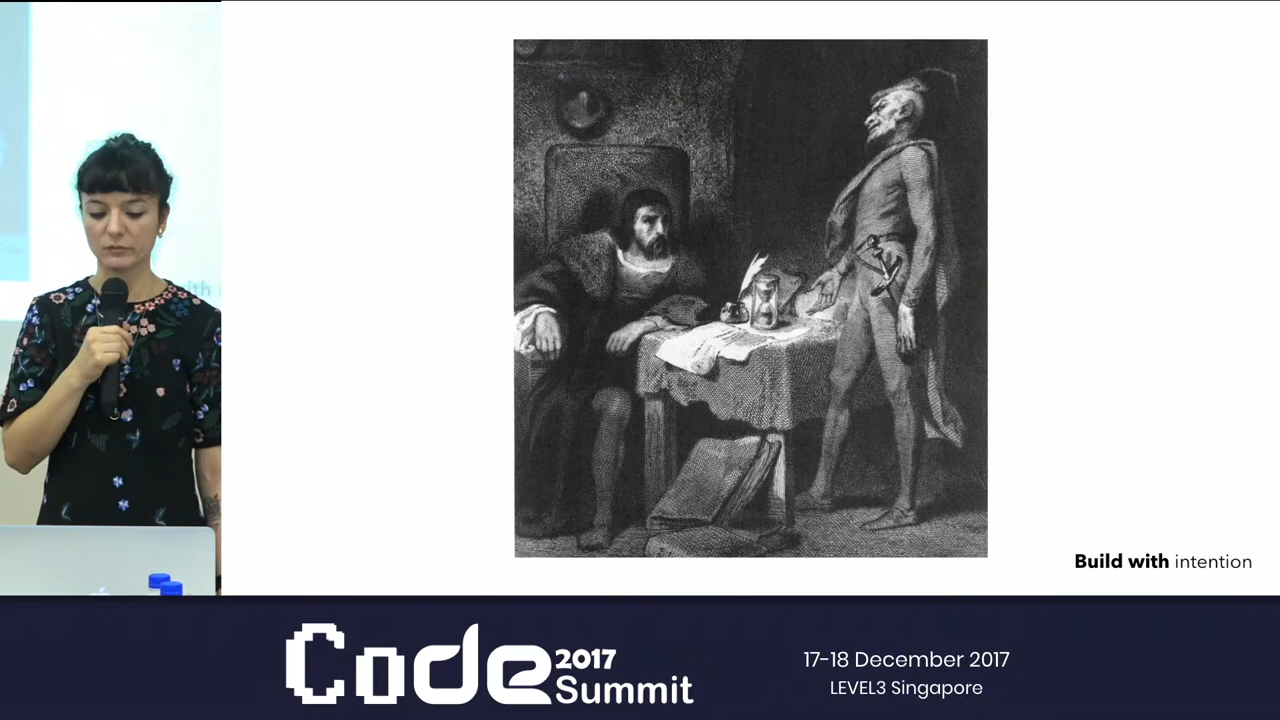 Build with intention
Code 2017 Summit
17-18 December 2017
LEVEL3 Singapore